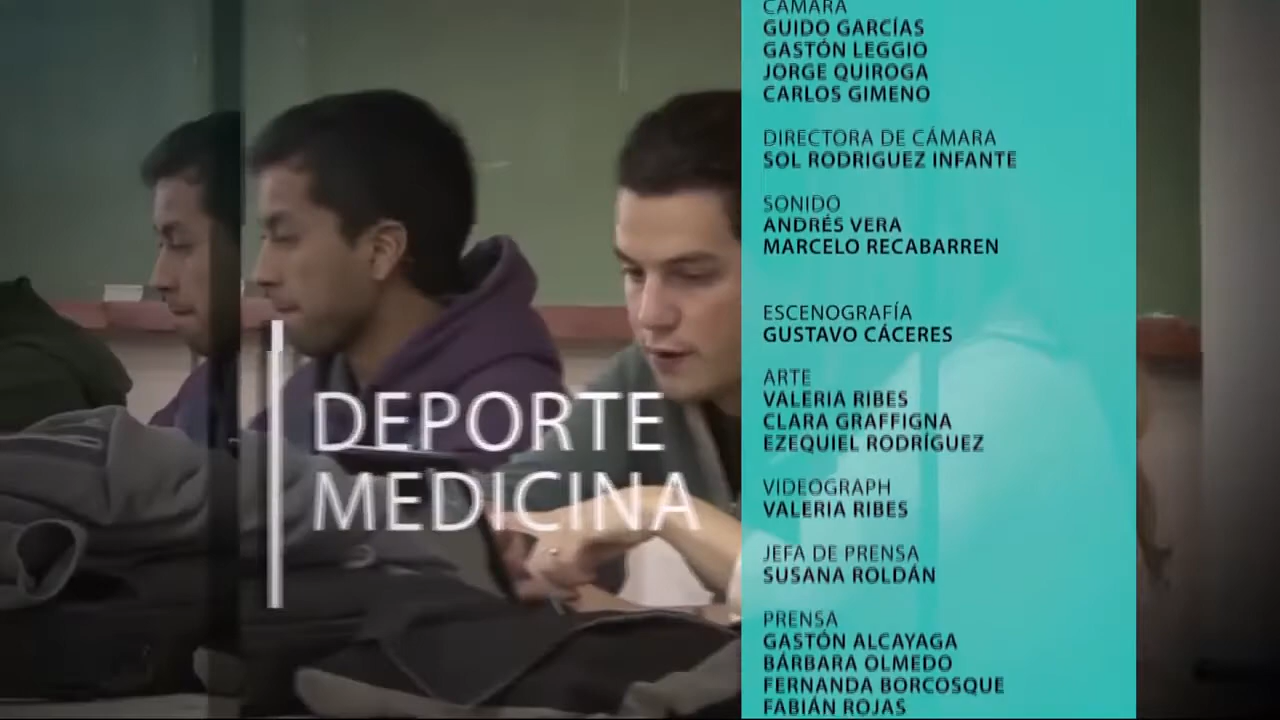 DEPORTE
MEDICINA
CÁMARA
GUIDO GARCÍAS
GASTÓN LEGGIO
JORGE QUIROGA
CARLOS GIMENO
DIRECTORA DE CÁMARA
SOL RODRIGUEZ INFANTE
SONIDO
ANDRÉS VERA
MARCELO RECABARREN
ESCENOGRAFÍA
GUSTAVO CÁCERES
ARTE
VALERIA RIBES
CLARA GRAFFIGNA
EZEQUIEL RODRÍGUEZ
VIDEOGRAPH
VALERIA RIBES
JEFA DE PRENSA
SUSANA ROLDÁN
PRENSA
GASTÓN ALCAYAGA
BÁRBARA OLMEDO
FERNANDA BORCOSQUE
FABIÁN ROJAS